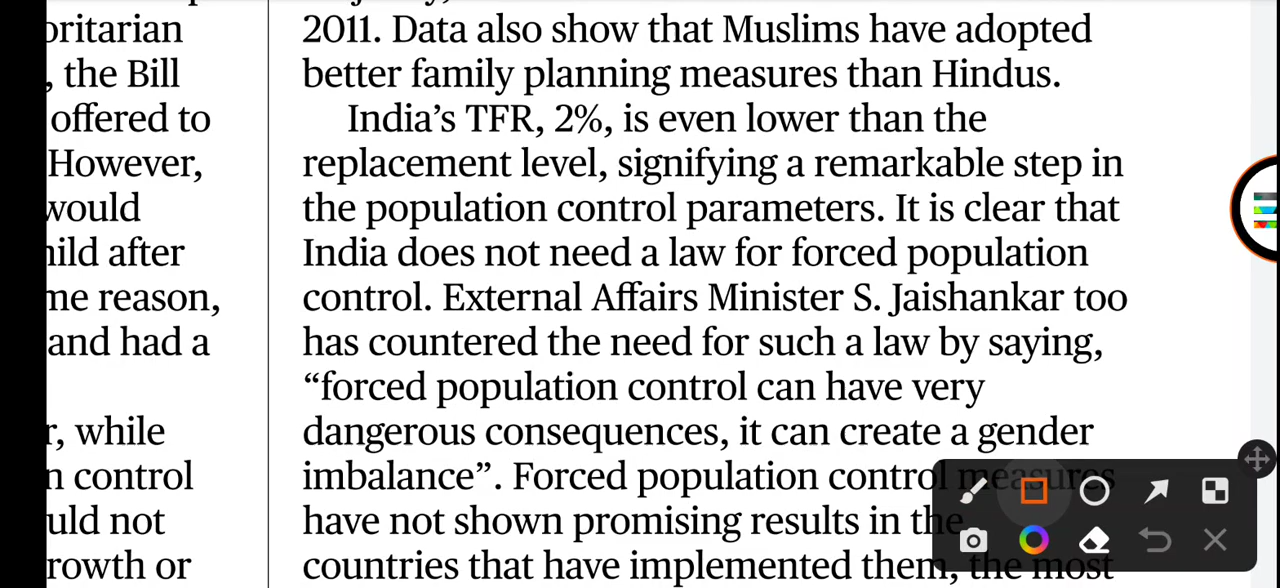 oritarian
, the Bill
offered to
However,
would
hild after
me reason,
and had a
r, while
n control
uld not
rowth or
2011. Data also show that Muslims have adopted
better family planning measures than Hindus.
India’s TFR, 2%, is even lower than the
replacement level, signifying a remarkable step in
the population control parameters. It is clear that
India does not need a law for forced population
control. External Affairs Minister S. Jaishankar too
has countered the need for such a law by saying,
“forced population control can have very
dangerous consequences, it can create a gender
imbalance”. Forced population control measures
have not shown promising results in the
countries that have implemented them, the most